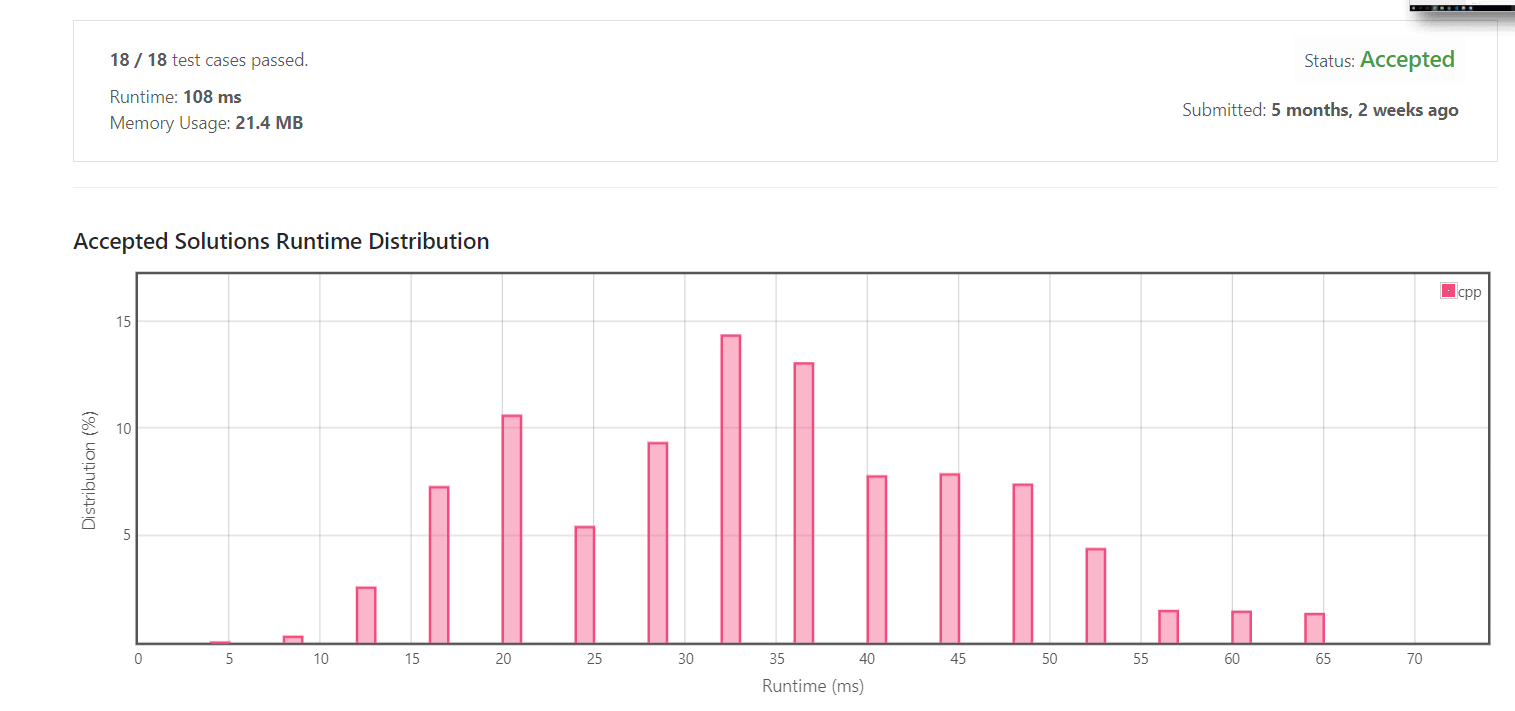 18 / 18 test cases passed.
Status: Accepted
Runtime: 108 ms
Memory Usage: 21.4 MB
Submitted: 5 months, 2 weeks ago
Accepted Solutions Runtime Distribution
cpp
15
10
5
Distribution (%)
0 5 10 15 20 25 30 35 40 45 50 55 60 65 70
Runtime (ms)